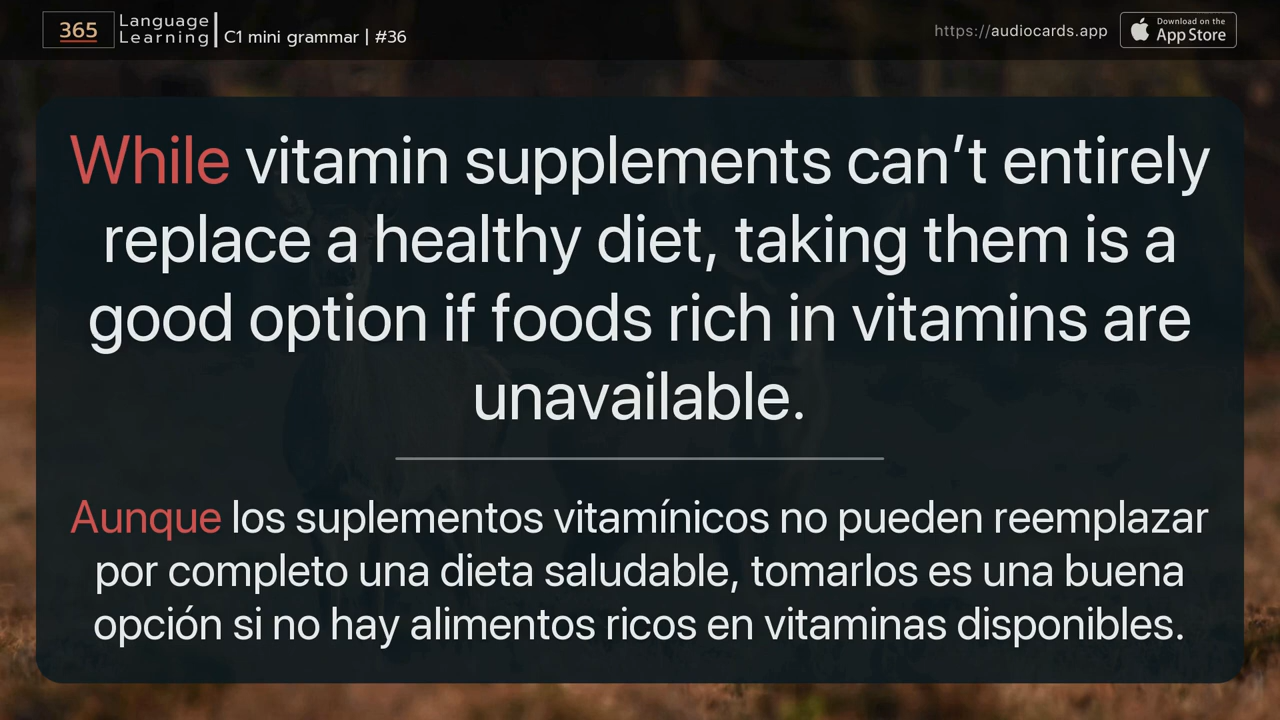 365
Language
Learning
C1 mini grammar | #36
https://audiocards.app
Download on the
App Store
While vitamin supplements can’t entirely
replace a healthy diet, taking them is a
good option if foods rich in vitamins are
unavailable.
Aunque los suplementos vitamínicos no pueden reemplazar
por completo una dieta saludable, tomarlos es una buena
opción si no hay alimentos ricos en vitaminas disponibles.